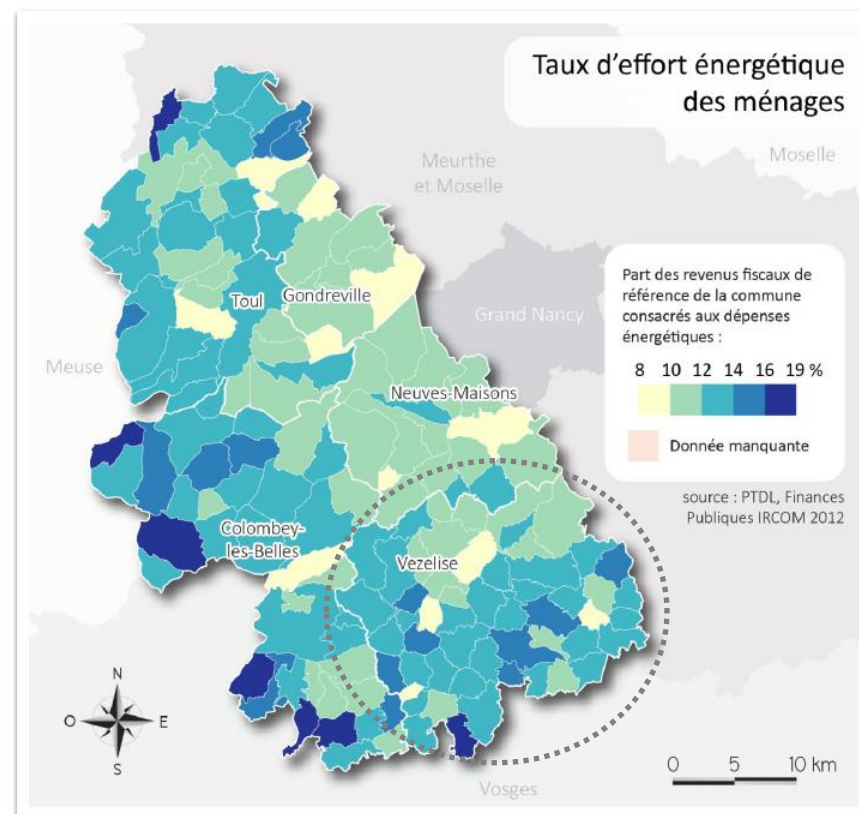 Taux d'effort énergétique
des ménages
Moselle
Meurthe
et Moselle
Part des revenus fiscaux de
référence de la commune
consacrés aux dépenses
énergétiques :
8 10 12 14 16 19 %
Donnée manquante
source : PTDL, Finances
Publiques IRCOM 2012
Toul
Gondreville
Grand Nancy
Meuse
Neuves-Maisons
Colombey-
les-Belles
Vezelise
N
O
E
S
0 5 10 km
Vosges